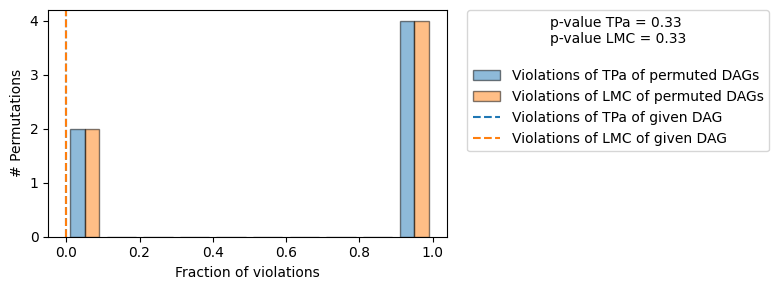 p-value TPa = 0.33
p-value LMC = 0.33
Violations of TPa of permuted DAGs
Violations of LMC of permuted DAGs
Violations of TPa of given DAG
Violations of LMC of given DAG
# Permutations
4
3
2
1
0
0.0 0.2 0.4 0.6 0.8 1.0
Fraction of violations